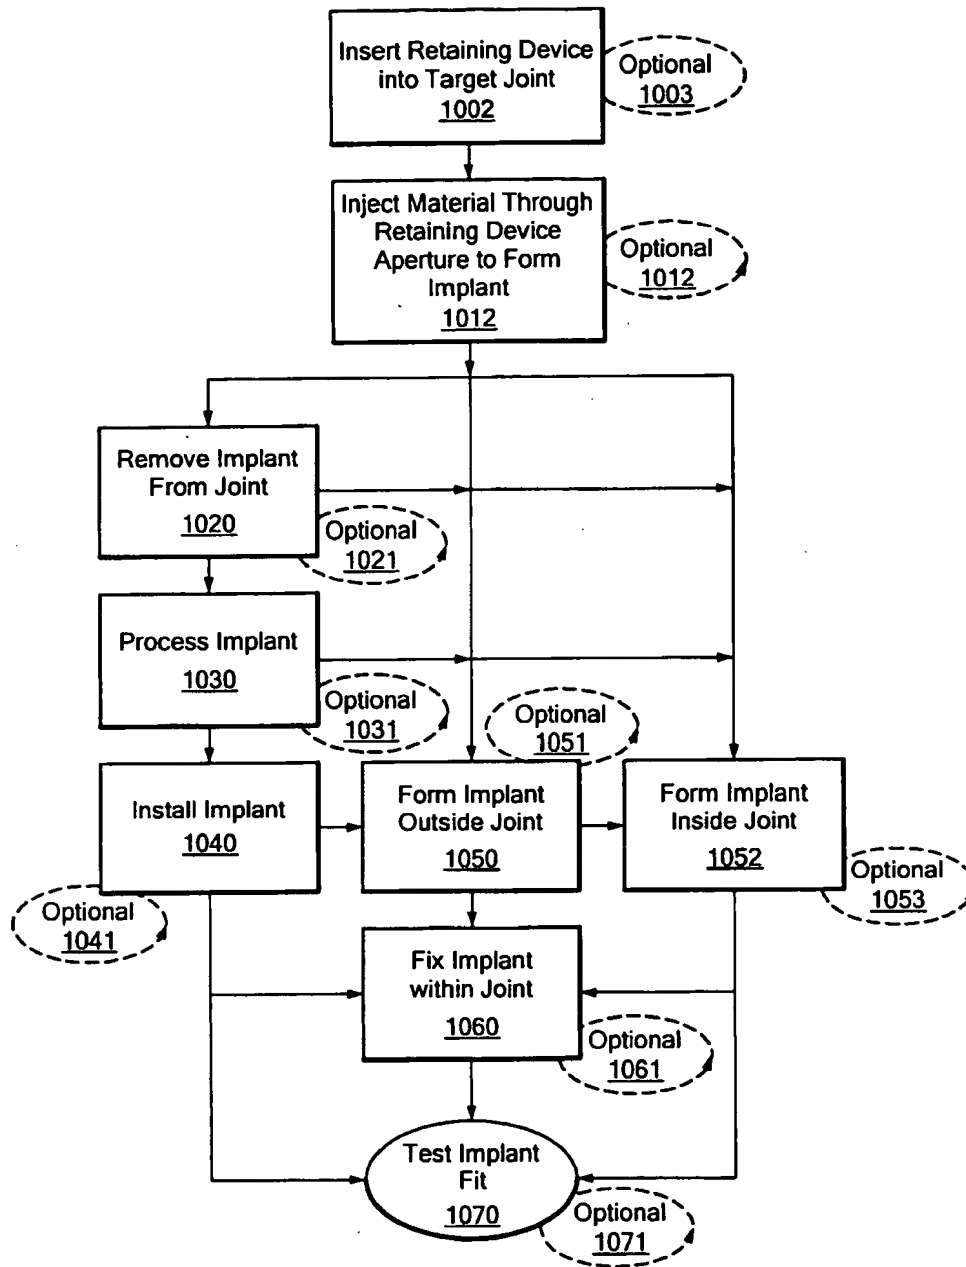 Insert Retaining Device
into Target Joint
1002
Optional
1003
Inject Material Through
Retaining Device
Aperture to Form
Implant
1012
Optional
1012
Remove Implant
From Joint
1020
Optional
1021
Process Implant
1030
Optional
1031
Optional
1051
Install Implant
1040
Form Implant
Outside Joint
1050
Form Implant
Inside Joint
1052
Optional
1041
Optional
1053
Fix Implant
within Joint
1060
Optional
1061
Test Implant
Fit
1070
Optional
1071